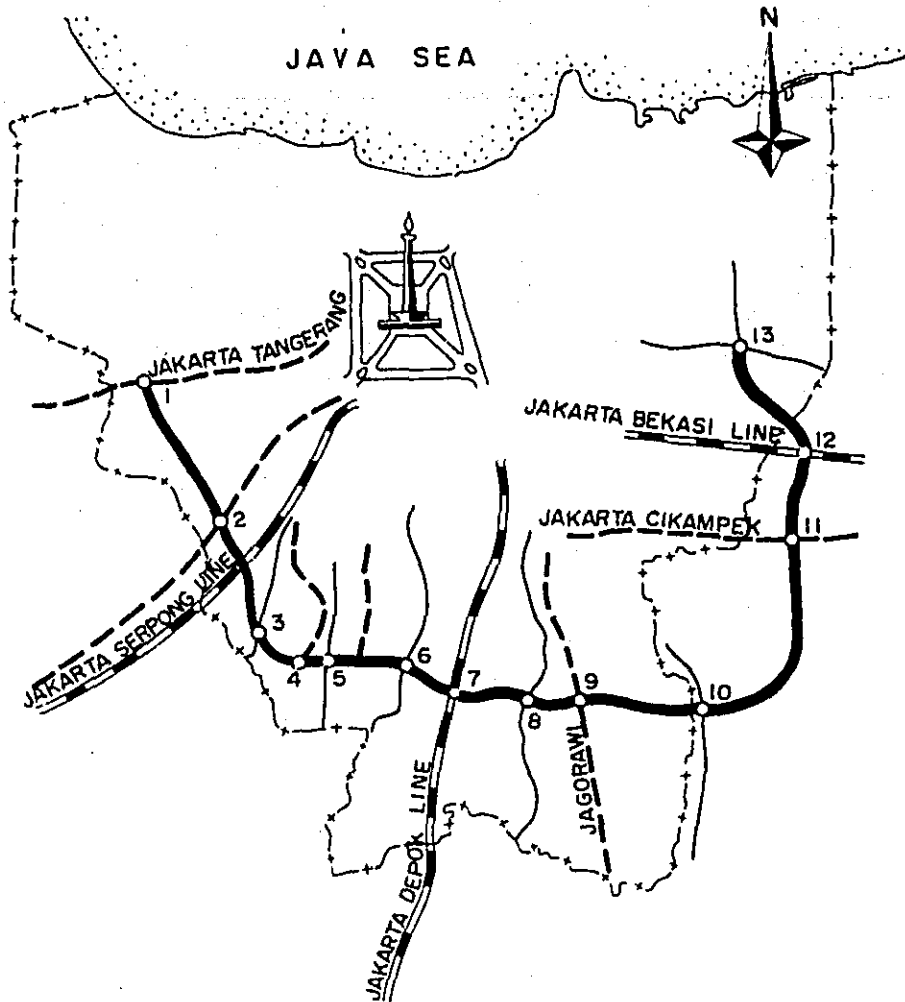 JAVA SEA
N
JAKARTA TANGERANG
1
13
JAKARTA BEKASI LINE
12
2
JAKARTA CIKAMPEK
11
JAKARTA SERPONG LINE
3
4
5
6
7
8
9
10
JAGORAWI
JAKARTA DEPOK LINE